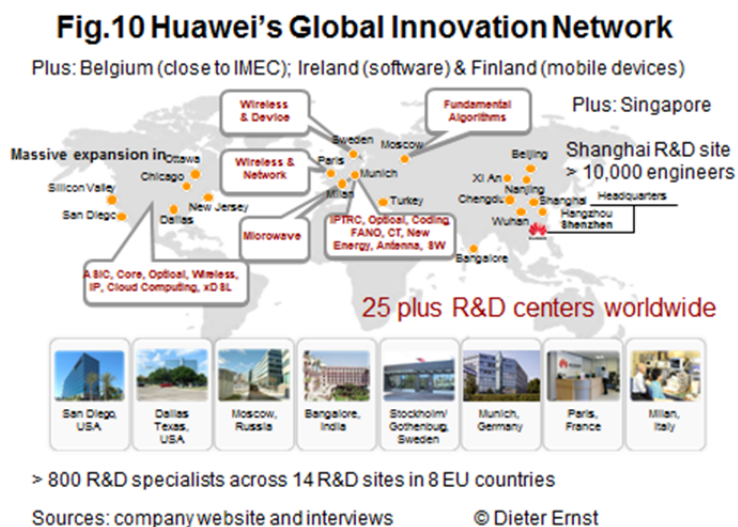 Fig.10 Huawei's Global Innovation Network
Plus: Belgium (close to IMEC); Ireland (software) & Finland (mobile devices)
Wireless
& Device
Fundamental
Algorithms
Plus: Singapore
Massive expansion in
Ottawa
Chicago
Silicon Valley
San Diego
Dallas
New Jersey
Wireless &
Network
Sweden
Paris
Munich
Milan
Moscow
Turkey
Microwave
IPTRC, Optical, Coding,
FANO, CT, New
Energy, Antenna, SW
ASIC, Core, Optical, Wireless,
IP, Cloud Computing, xDSL
Shanghai R&D site
> 10,000 engineers
Beijing
XI An
Nanjing
Chengdu
Shanghai
Wuhan
Hangzhou
Shenzhen
Headquarters
Bangalore
25 plus R&D centers worldwide
San Diego,
USA
Dallas
Texas,
USA
Moscow,
Russia
Bangalore,
India
Stockholm/
Gothenburg,
Sweden
Munich,
Germany
Paris,
France
Milan,
Italy
> 800 R&D specialists across 14 R&D sites in 8 EU countries
Sources: company website and interviews © Dieter Ernst